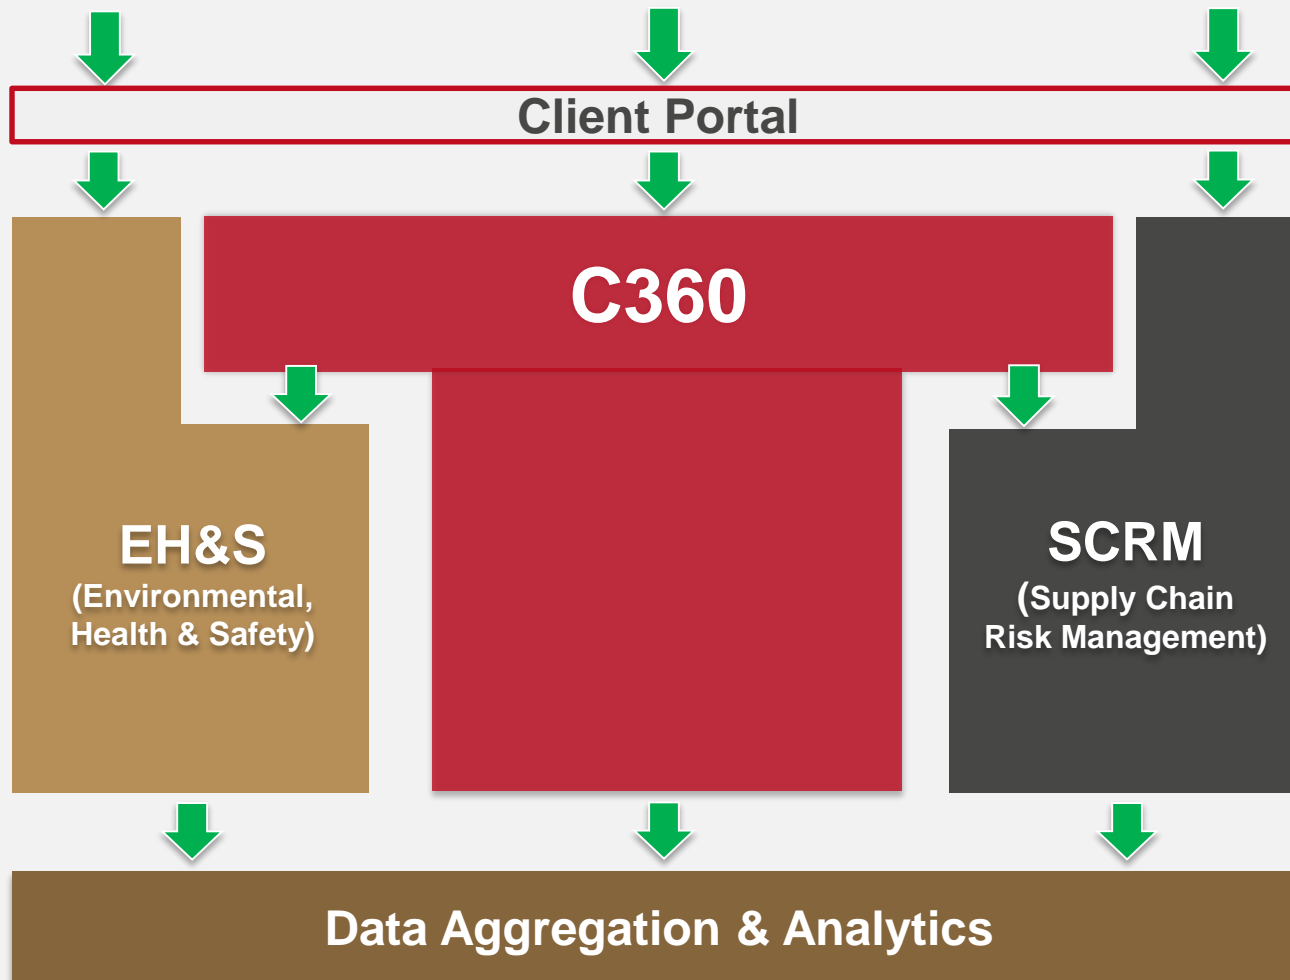 Client Portal
C360
EH&S
(Environmental,
Health & Safety)
SCRM
(Supply Chain
Risk Management)
Data Aggregation & Analytics